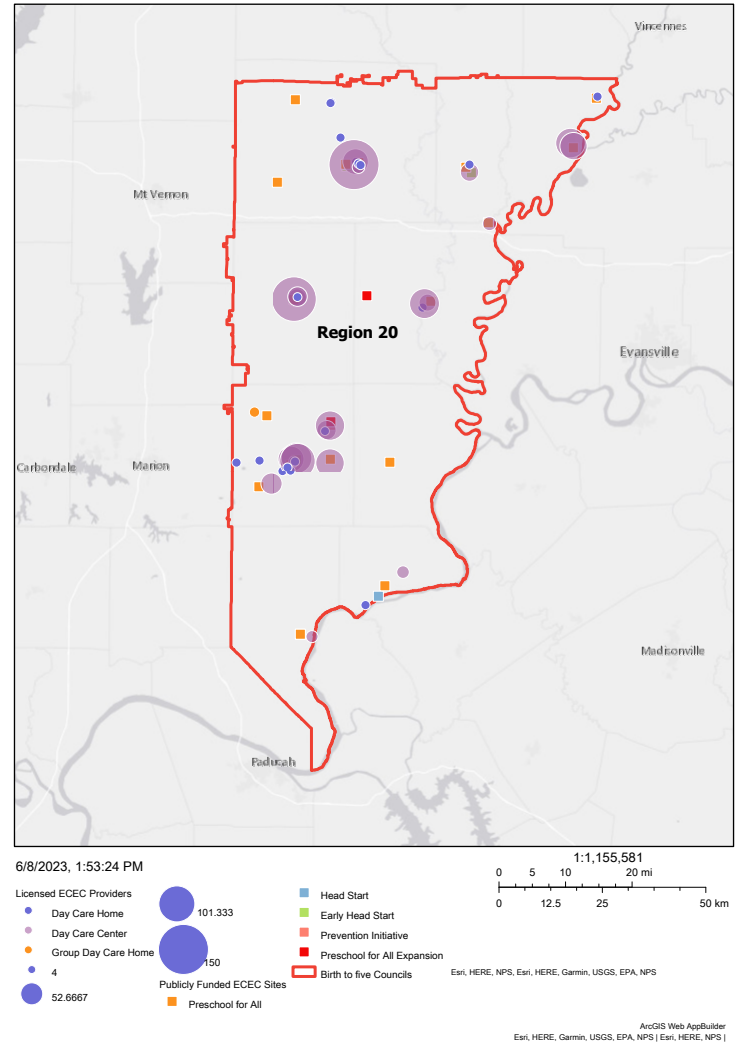 Vincennes
Mt Vernon
Region 20
Evansville
Carbondale
Marion
Madisonville
Paducah
6/8/2023, 1:53:24 PM
1:1,155,581
0 5 10 20 mi
0 12.5 25 50 km
Licensed ECEC Providers
Day Care Home
Day Care Center
Group Day Care Home
4
52.6667
101.333
150
Publicly Funded ECEC Sites
Preschool for All
Head Start
Early Head Start
Prevention Initiative
Preschool for All Expansion
Birth to five Councils
Esri, HERE, NPS, Esri, HERE, Garmin, USGS, EPA, NPS
ArcGIS Web AppBuilder
Esri, HERE, Garmin, USGS, EPA, NPS | Esri, HERE, NPS |